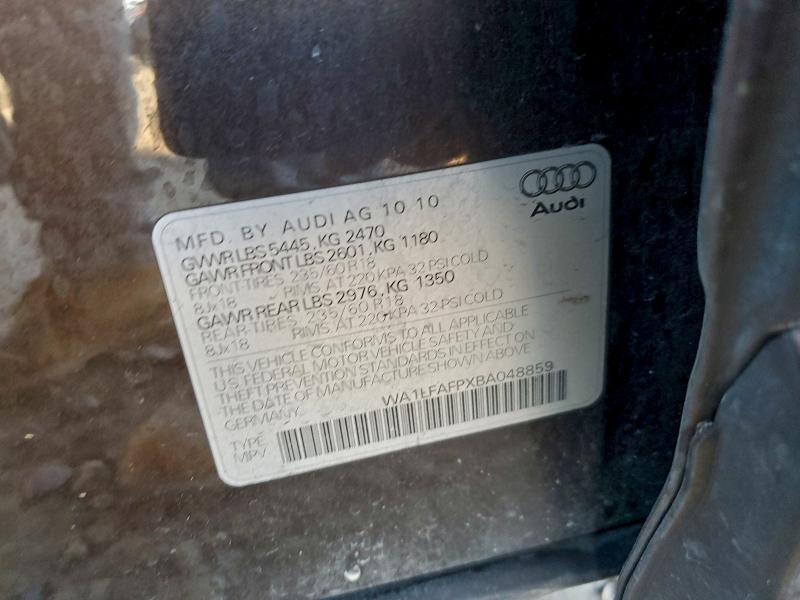 Audi
MFD. BY AUDI AG 10 10
GVWR LBS 5445, KG 2470
GAWR FRONT LBS 2601, KG 1180
FRONT-TIRES, 235/60 R18
8Jx18 RIMS AT 220 KPA 32 PSI COLD
GAWR REAR LBS 2976, KG 1350
REAR-TIRES, 235/60 R18
8Jx18 RIMS AT 220 KPA 32-PSI COLD
THIS VEHICLE CONFORMS TO ALL APPLICABLE
U.S. FEDERAL MOTOR VEHICLE SAFETY AND
THEFT PREVENTION STANDARDS IN EFFECT ON
THE DATE OF MANUFACTURE SHOWN ABOVE
GERMANY
WA1LFAFPXBA048859
TYPE
MPV